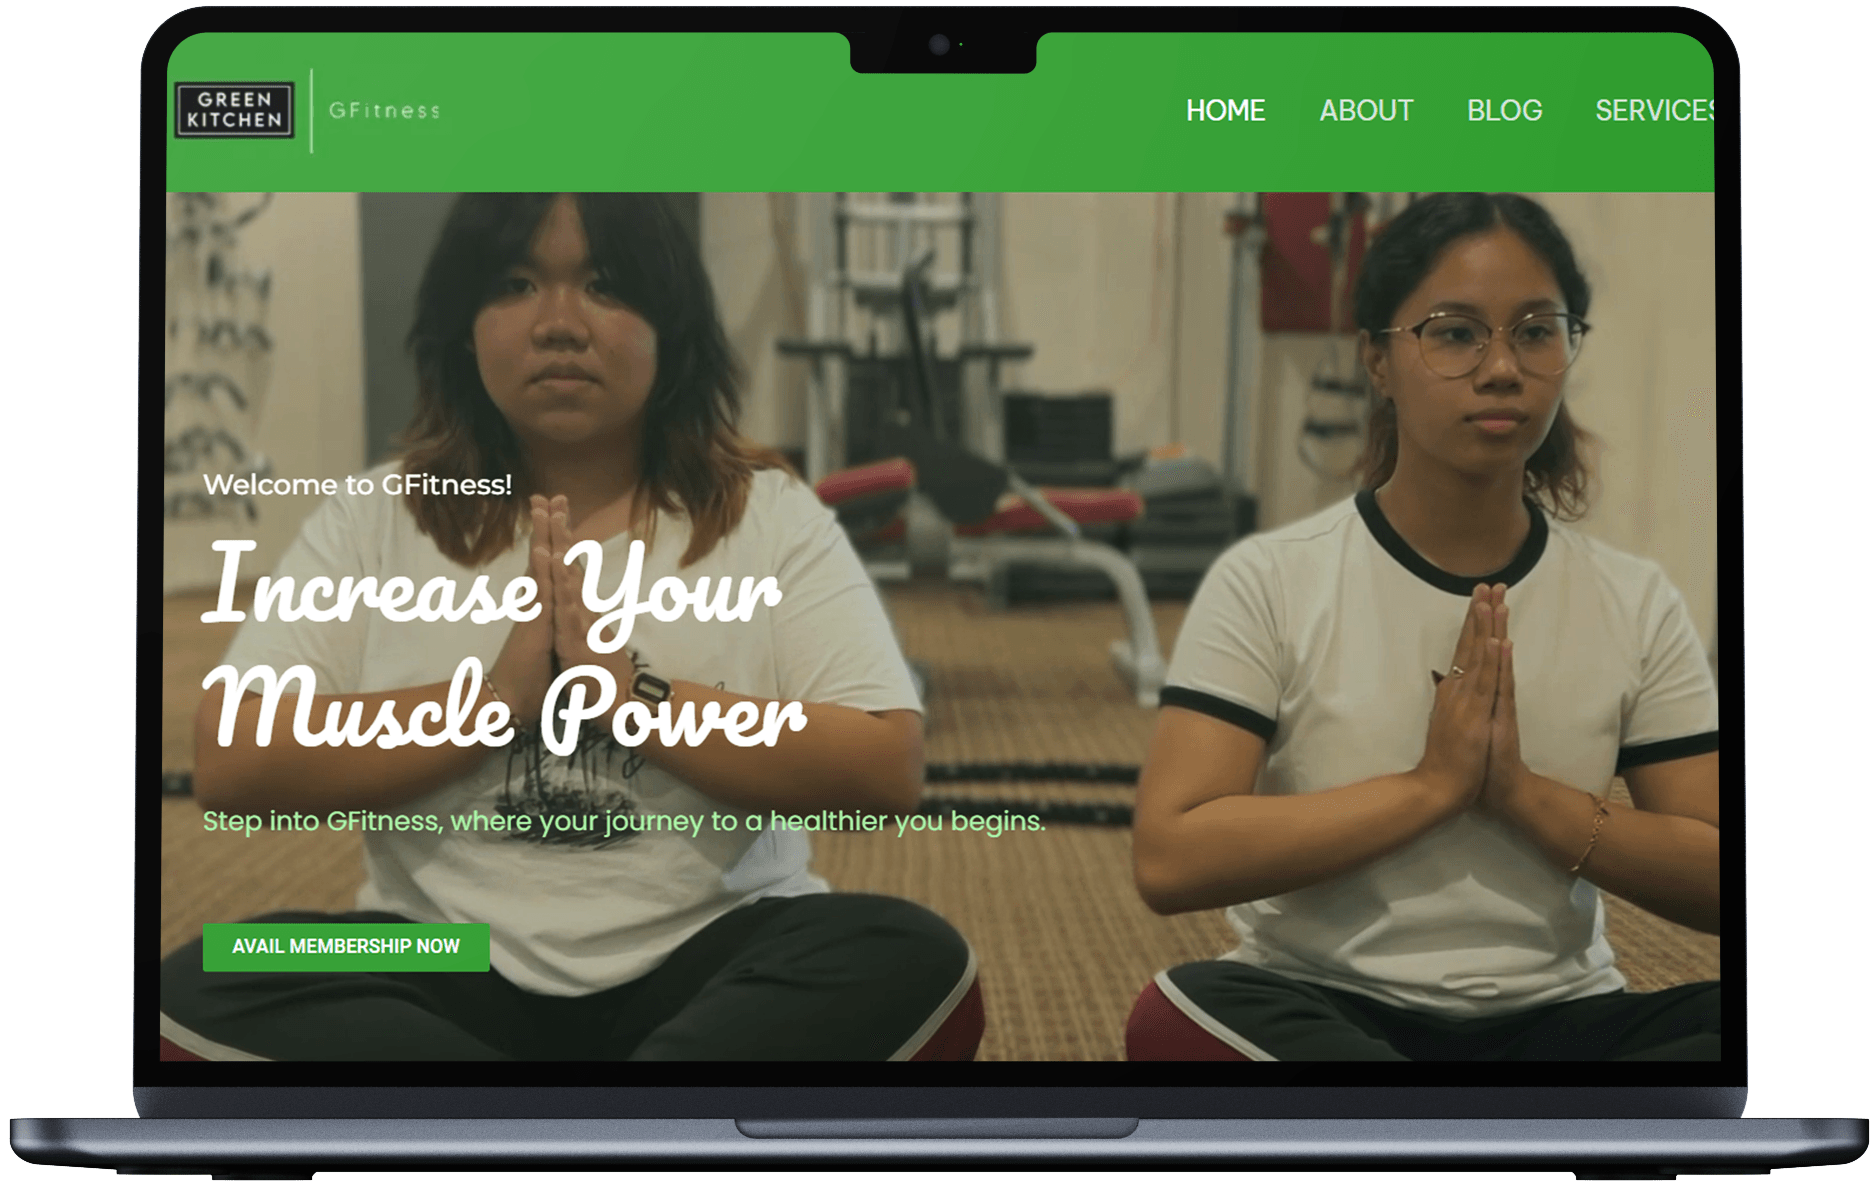 GREEN
KITCHEN
GFitness
HOME ABOUT BLOG SERVICES
Welcome to GFitness!
Increase Your
Muscle Power
Step into GFitness, where your journey to a healthier you begins.
AVAIL MEMBERSHIP NOW